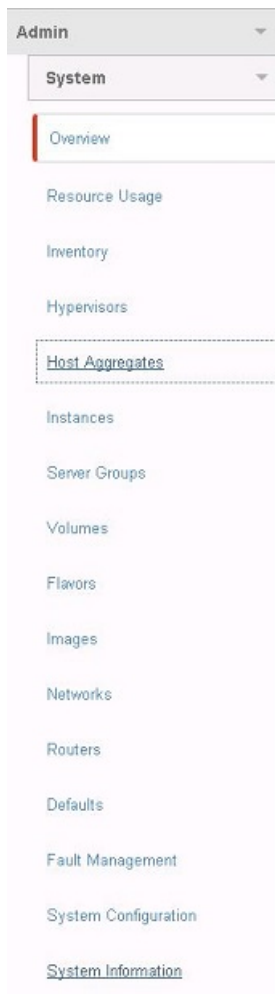 Admin
System
Overview
Resource Usage
Inventory
Hypervisors
Host Aggregates
Instances
Server Groups
Volumes
Flavors
Images
Networks
Routers
Defaults
Fault Management
System Configuration
System Information